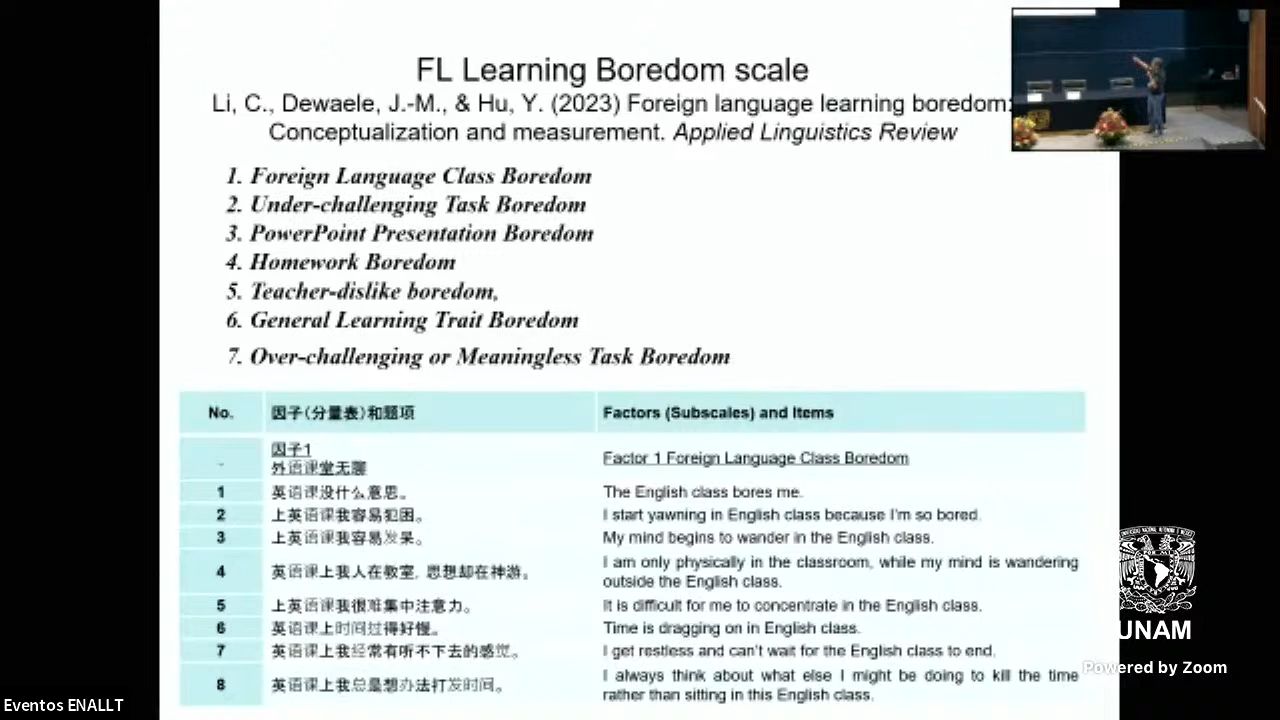 FL Learning Boredom scale
Li, C., Dewaele, J.-M., & Hu, Y. (2023) Foreign language learning boredom:
Conceptualization and measurement. Applied Linguistics Review
1. Foreign Language Class Boredom
2. Under-challenging Task Boredom
3. PowerPoint Presentation Boredom
4. Homework Boredom
5. Teacher-dislike boredom,
6. General Learning Trait Boredom
7. Over-challenging or Meaningless Task Boredom
No. 因子(分量表)和题项 Factors (Subscales) and Items
因子1
外语课堂无聊
Factor 1 Foreign Language Class Boredom
1 英语课没什么意思。 The English class bores me.
2 上英语课我容易犯困。 I start yawning in English class because I'm so bored.
3 上英语课我容易发呆。 My mind begins to wander in the English class.
4 英语课上我人在教室, 思想却在神游。 I am only physically in the classroom, while my mind is wandering
outside the English class.
5 上英语课我很难集中注意力。 It is difficult for me to concentrate in the English class.
6 英语课上时间过得好慢。 Time is dragging on in English class.
7 英语课上我经常有听不下去的感觉。 I get restless and can't wait for the English class to end.
8 英语课上我总是想办法打发时间。 I always think about what else I might be doing to kill the time
rather than sitting in this English class.
UNAM
Powered by Zoom
Eventos ENALLT